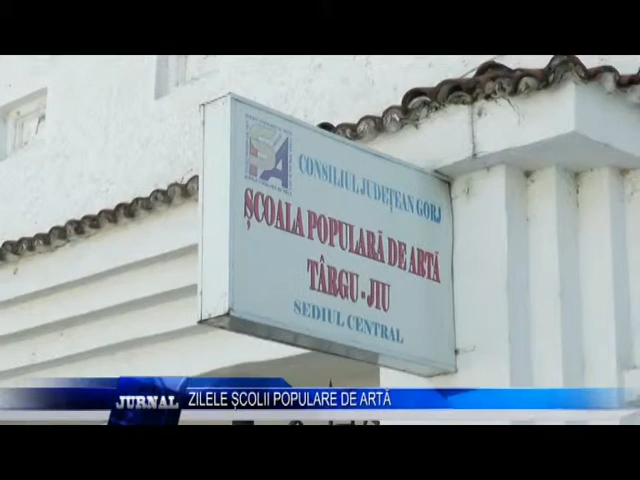 CONSILIUL JUDEȚEAN GORJ
ȘCOALA POPULARĂ DE ARTĂ
TÂRGU - JIU
SEDIUL CENTRAL
JURNAL
ZILELE ȘCOLII POPULARE DE ARTĂ